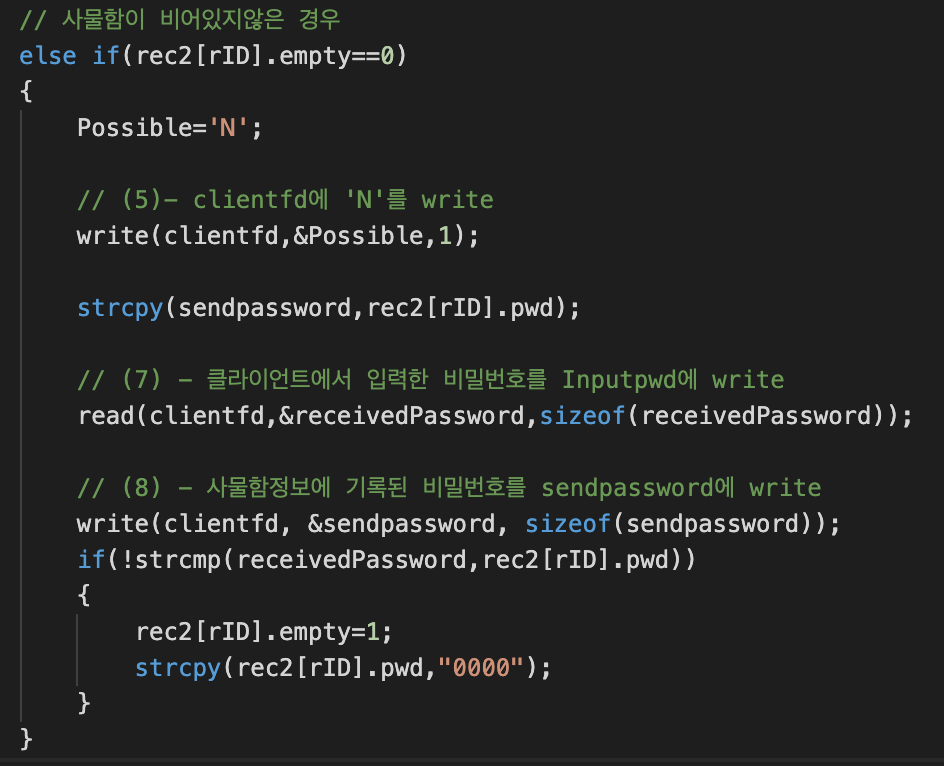 // 사물함이 비어있지않은 경우
else if(rec2[rID].empty==0)
{
    Possible='N';
    // (5)- clientfd에 'N'를 write
    write(clientfd,&Possible,1);
    strcpy(sendpassword,rec2[rID].pwd);
    // (7) - 클라이언트에서 입력한 비밀번호를 Inputpwd에 write
    read(clientfd,&receivedPassword,sizeof(receivedPassword));
    // (8) - 사물함정보에 기록된 비밀번호를 sendpassword에 write
    write(clientfd, &sendpassword, sizeof(sendpassword));
    if(!strcmp(receivedPassword,rec2[rID].pwd))
    {
        rec2[rID].empty=1;
        strcpy(rec2[rID].pwd,"0000");
    }
}